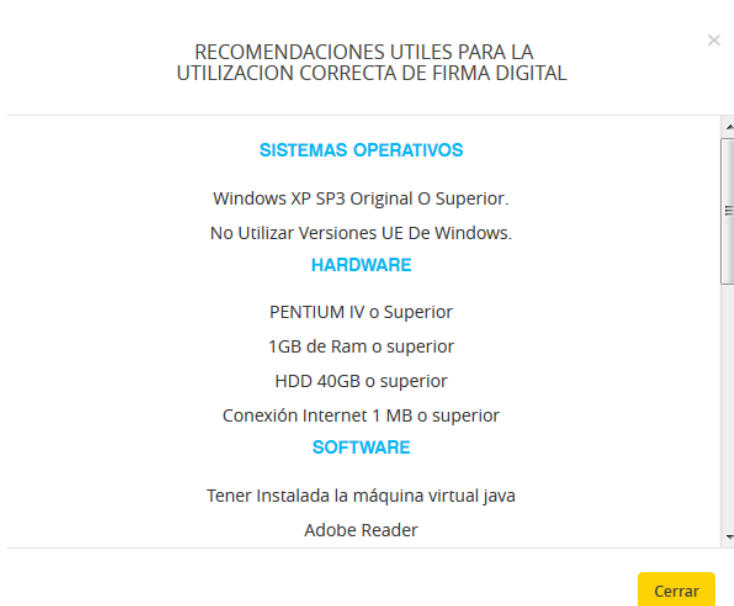 RECOMENDACIONES UTILES PARA LA
UTILIZACION CORRECTA DE FIRMA DIGITAL
×
SISTEMAS OPERATIVOS
Windows XP SP3 Original O Superior.
No Utilizar Versiones UE De Windows.
HARDWARE
PENTIUM IV o Superior
1GB de Ram o superior
HDD 40GB o superior
Conexión Internet 1 MB o superior
SOFTWARE
Tener Instalada la máquina virtual java
Adobe Reader
Cerrar